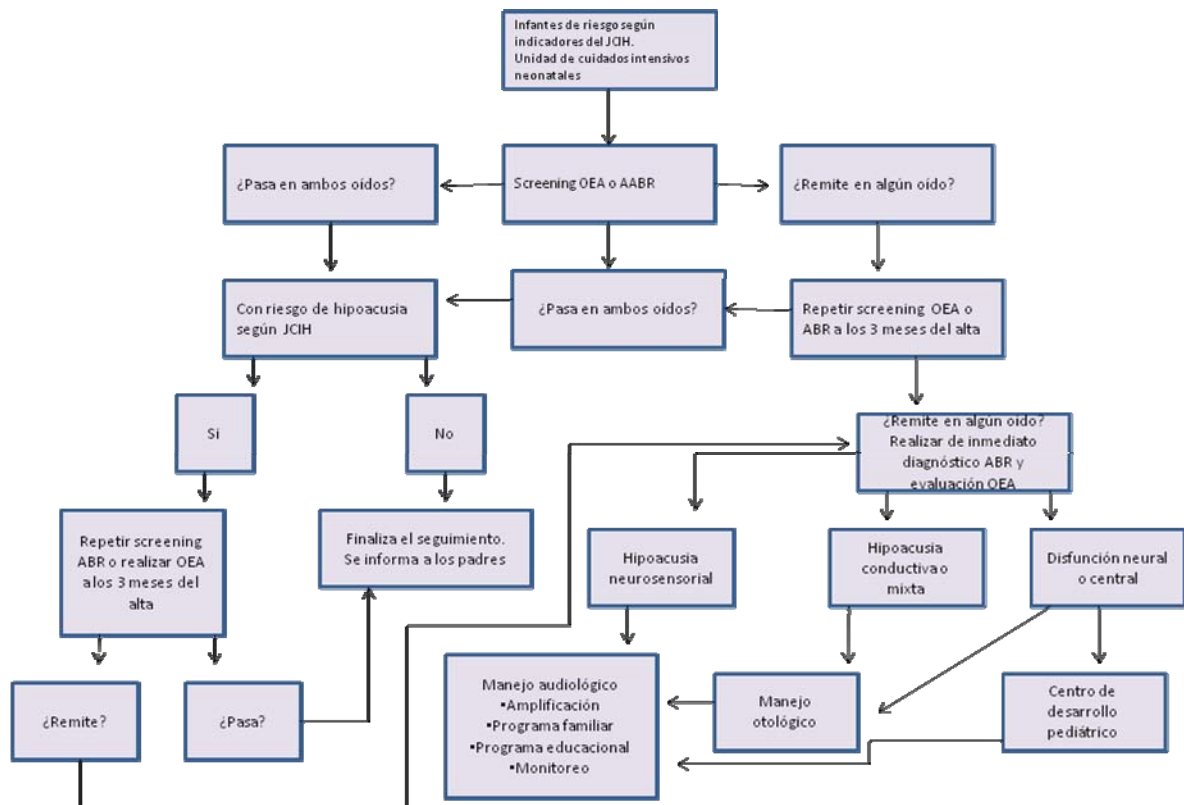 Infantes de riesgo según
indicadores del JCIH.
Unidad de cuidados intensivos
neonatales
¿Pasa en ambos oídos?
Screening OEA o AABR
¿Remite en algún oído?
Con riesgo de hipoacusia
según JCIH
¿Pasa en ambos oídos?
Repetir screening OEA o
ABR a los 3 meses del alta
Sí
No
¿Remite en algún oído?
Realizar de inmediato
diagnóstico ABR y
evaluación OEA
Repetir screening
ABR o realizar OEA
a los 3 meses del
alta
Finaliza el seguimiento.
Se informa a los padres
Hipoacusia
neurosensorial
Hipoacusia
conductiva o
mixta
Disfunción neural
o central
¿Remite?
¿Pasa?
Manejo audiológico
•Amplificación
•Programa familiar
•Programa educacional
•Monitoreo
Manejo
otológico
Centro de
desarrollo
pediátrico